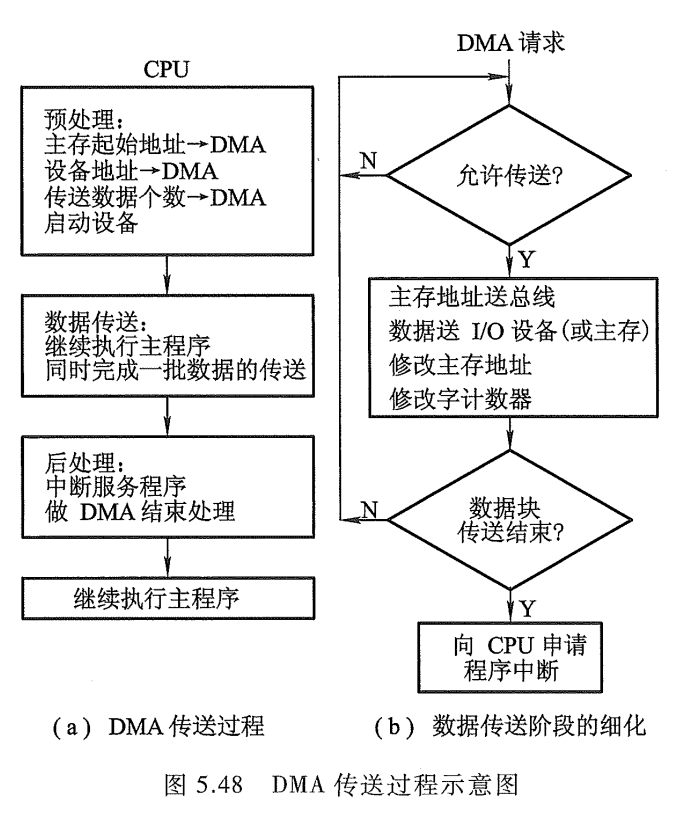 CPU
预处理：
主存起始地址→DMA
设备地址→DMA
传送数据个数→DMA
启动设备
数据传送：
继续执行主程序
同时完成一批数据的传送
后处理：
中断服务程序
做 DMA 结束处理
继续执行主程序
(a) DMA 传送过程
DMA 请求
允许传送?
N
Y
主存地址送总线
数据送 I/O 设备(或主存)
修改主存地址
修改字计数器
数据块
传送结束?
N
Y
向 CPU 申请
程序中断
(b) 数据传送阶段的细化
图 5.48 DMA 传送过程示意图